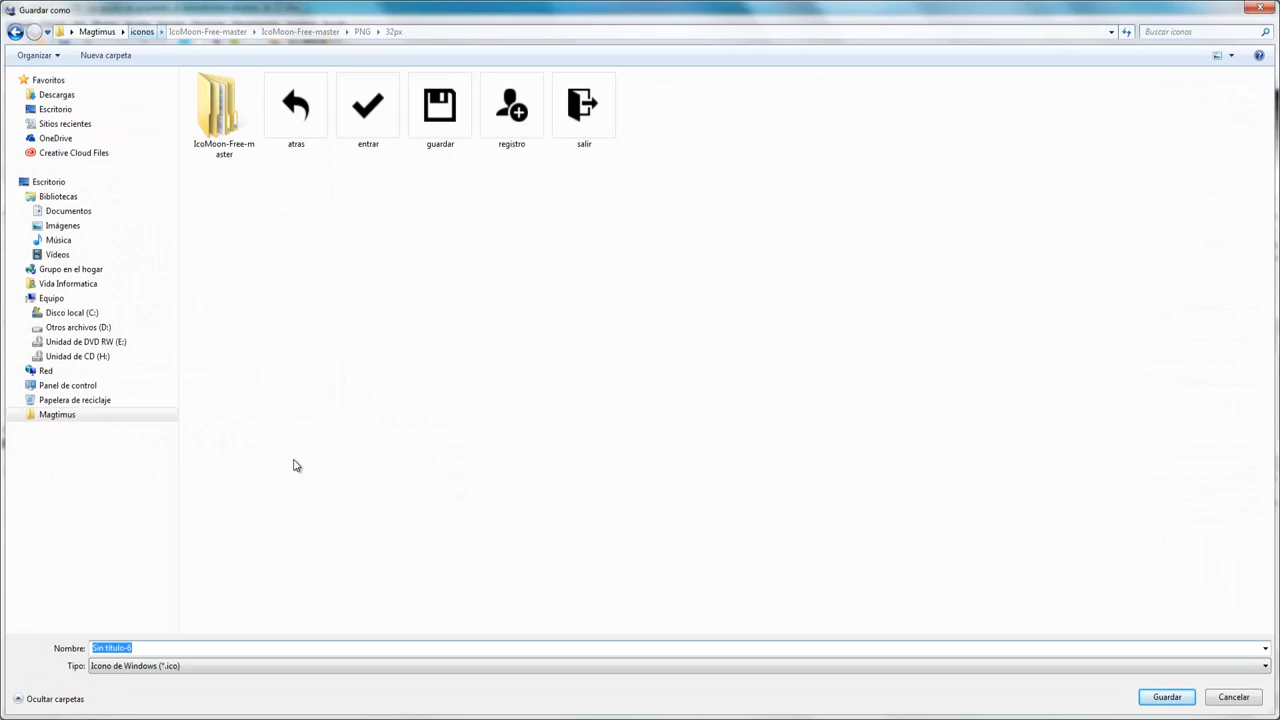 Guardar como
Magtimus iconos IcoMoon-Free-master IcoMoon-Free-master PNG 32px
Buscar iconos
Organizar Nueva carpeta
Favoritos
Descargas
Escritorio
Sitios recientes
OneDrive
Creative Cloud Files
Escritorio
Bibliotecas
Documentos
Imágenes
Música
Vídeos
Grupo en el hogar
Vida Informatica
Equipo
Disco local (C:)
Otros archivos (D:)
Unidad de DVD RW (E:)
Unidad de CD (H:)
Red
Panel de control
Papelera de reciclaje
Magtimus
IcoMoon-Free-m
aster
atras
entrar
guardar
registro
salir
Nombre: Sin título-6
Tipo: Icono de Windows (*.ico)
Ocultar carpetas
Guardar
Cancelar